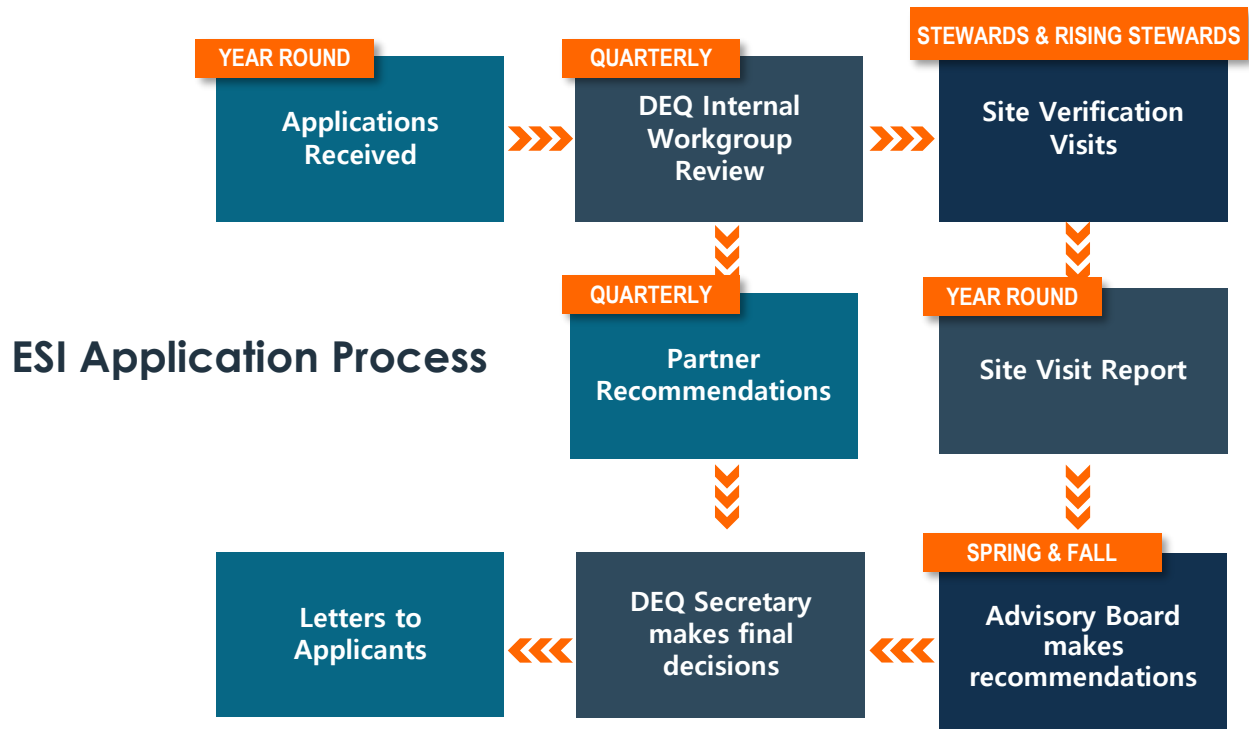 YEAR ROUND
Applications
Received
QUARTERLY
DEQ Internal
Workgroup
Review
STEWARDS & RISING STEWARDS
Site Verification
Visits
ESI Application Process
QUARTERLY
Partner
Recommendations
YEAR ROUND
Site Visit Report
Letters to
Applicants
DEQ Secretary
makes final
decisions
SPRING & FALL
Advisory Board
makes
recommendations